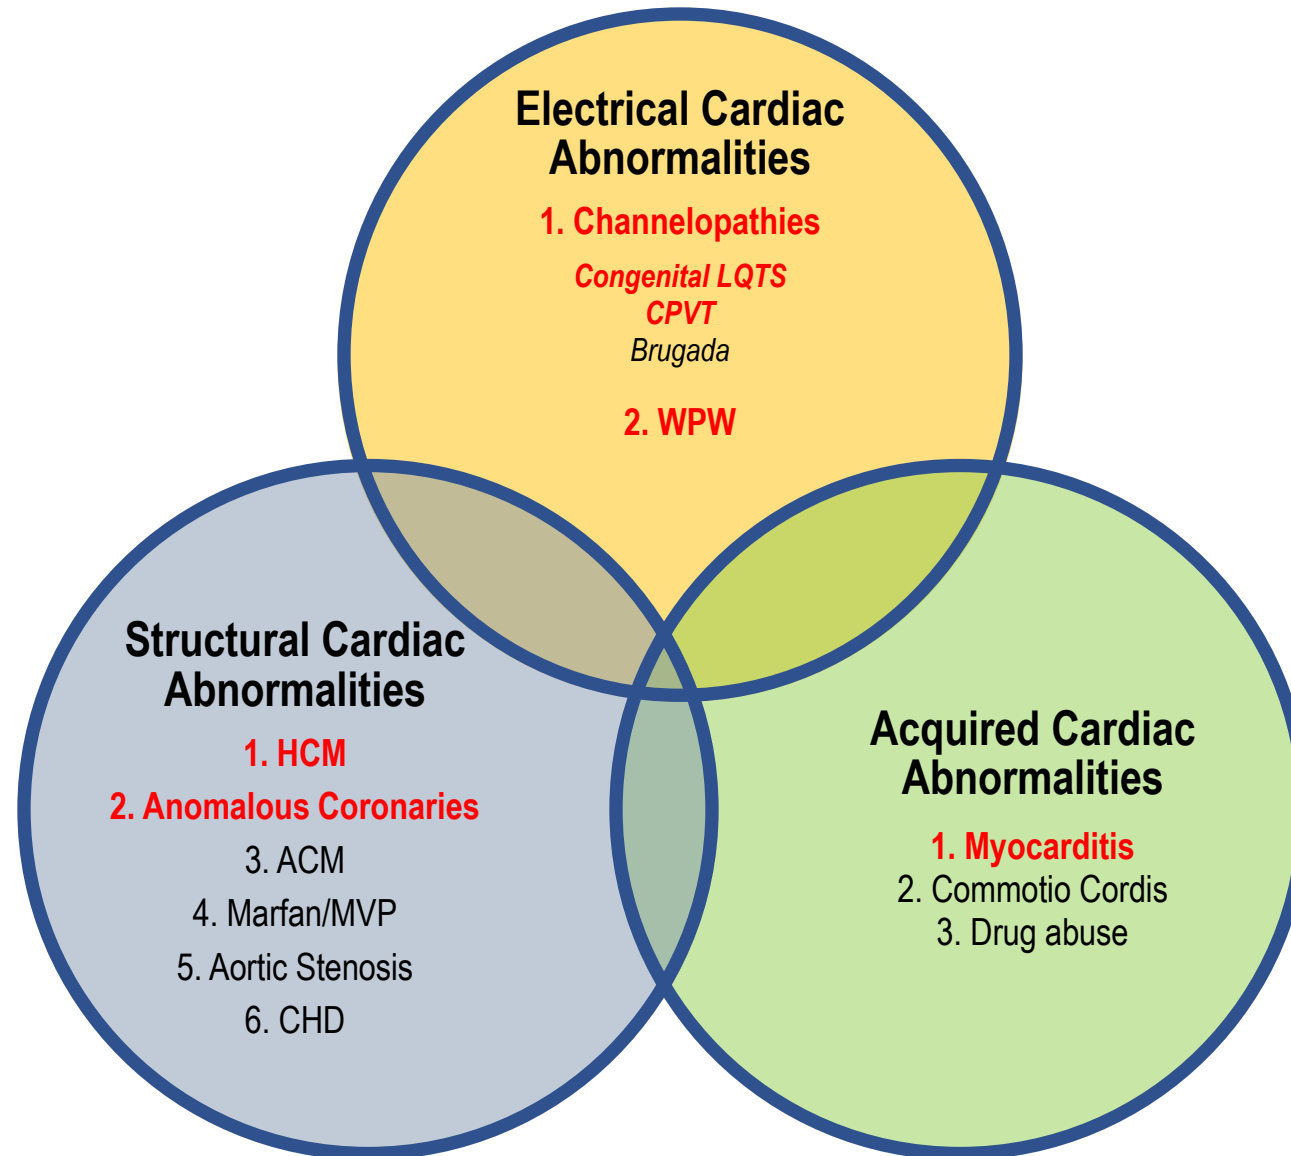 Electrical Cardiac
Abnormalities
1. Channelopathies
Congenital LQTS
CPVT
Brugada
2. WPW
Structural Cardiac
Abnormalities
1. HCM
2. Anomalous Coronaries
3. ACM
4. Marfan/MVP
5. Aortic Stenosis
6. CHD
Acquired Cardiac
Abnormalities
1. Myocarditis
2. Commotio Cordis
3. Drug abuse